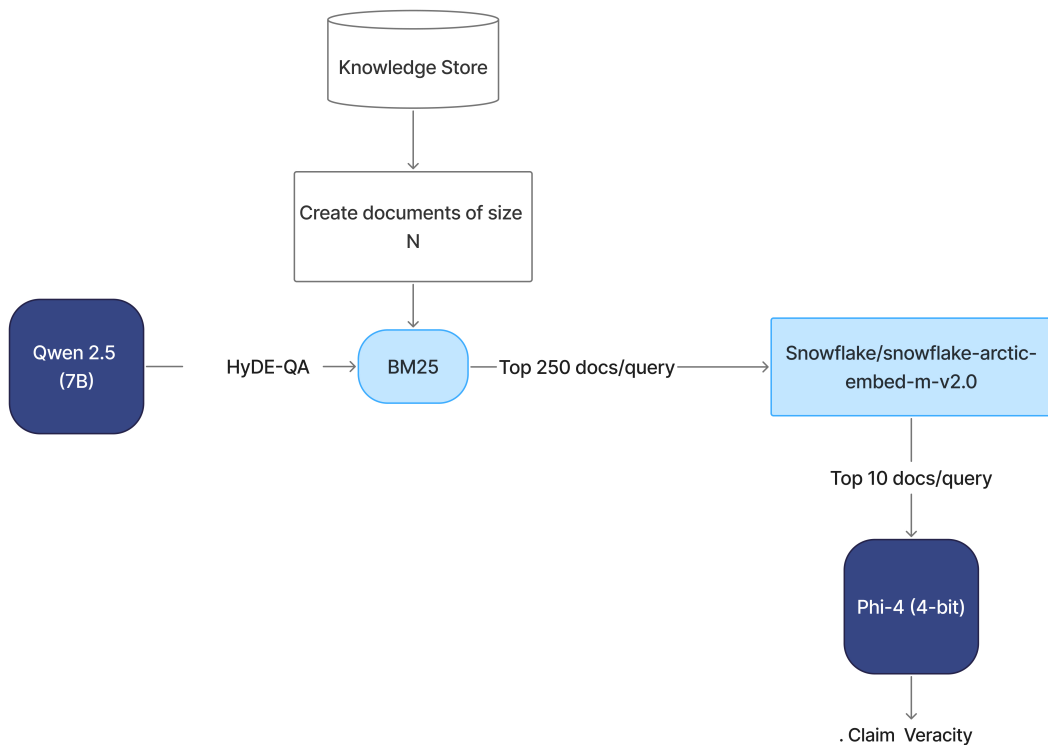 Knowledge Store
Create documents of size
N
Qwen 2.5
(7B)
HyDE-QA
BM25
Top 250 docs/query
Snowflake/snowflake-arctic-
embed-m-v2.0
Top 10 docs/query
Phi-4 (4-bit)
. Claim Veracity